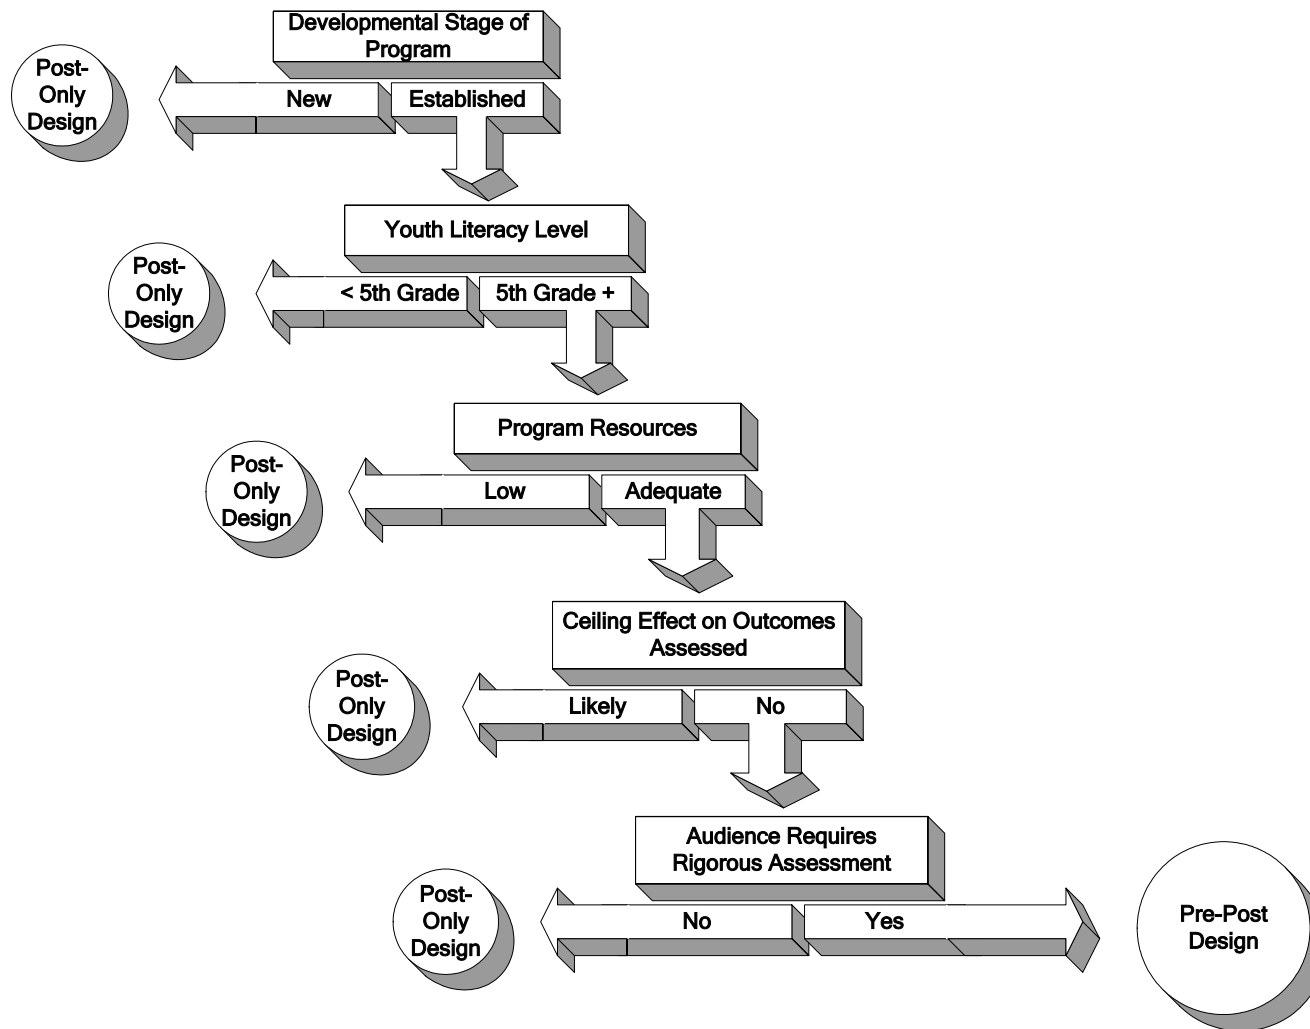 Developmental Stage of
Program
Post-
Only
Design
New
Established
Youth Literacy Level
Post-
Only
Design
< 5th Grade
5th Grade +
Program Resources
Post-
Only
Design
Low
Adequate
Ceiling Effect on Outcomes
Assessed
Post-
Only
Design
Likely
No
Audience Requires
Rigorous Assessment
Post-
Only
Design
No
Yes
Pre-Post
Design